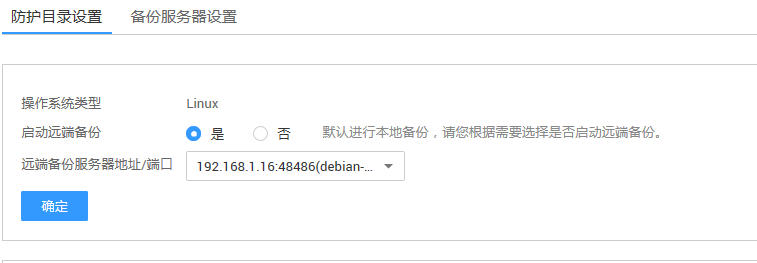 防护目录设置 备份服务器设置
操作系统类型 Linux
启动远端备份 是 否 默认进行本地备份，请您根据需要选择是否启动远端备份。
远端备份服务器地址/端口 192.168.1.16:48486(debian-...
确定